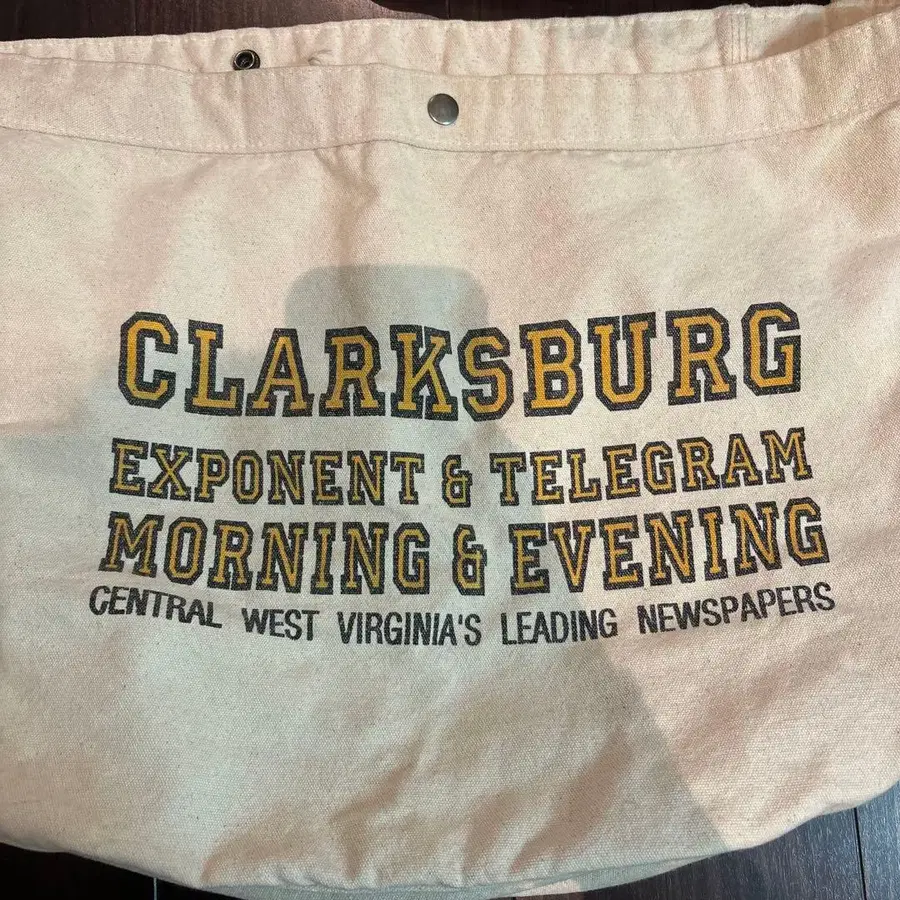 CLARKSBURG
EXPONENT & TELEGRAM
MORNING & EVENING
CENTRAL WEST VIRGINIA'S LEADING NEWSPAPERS